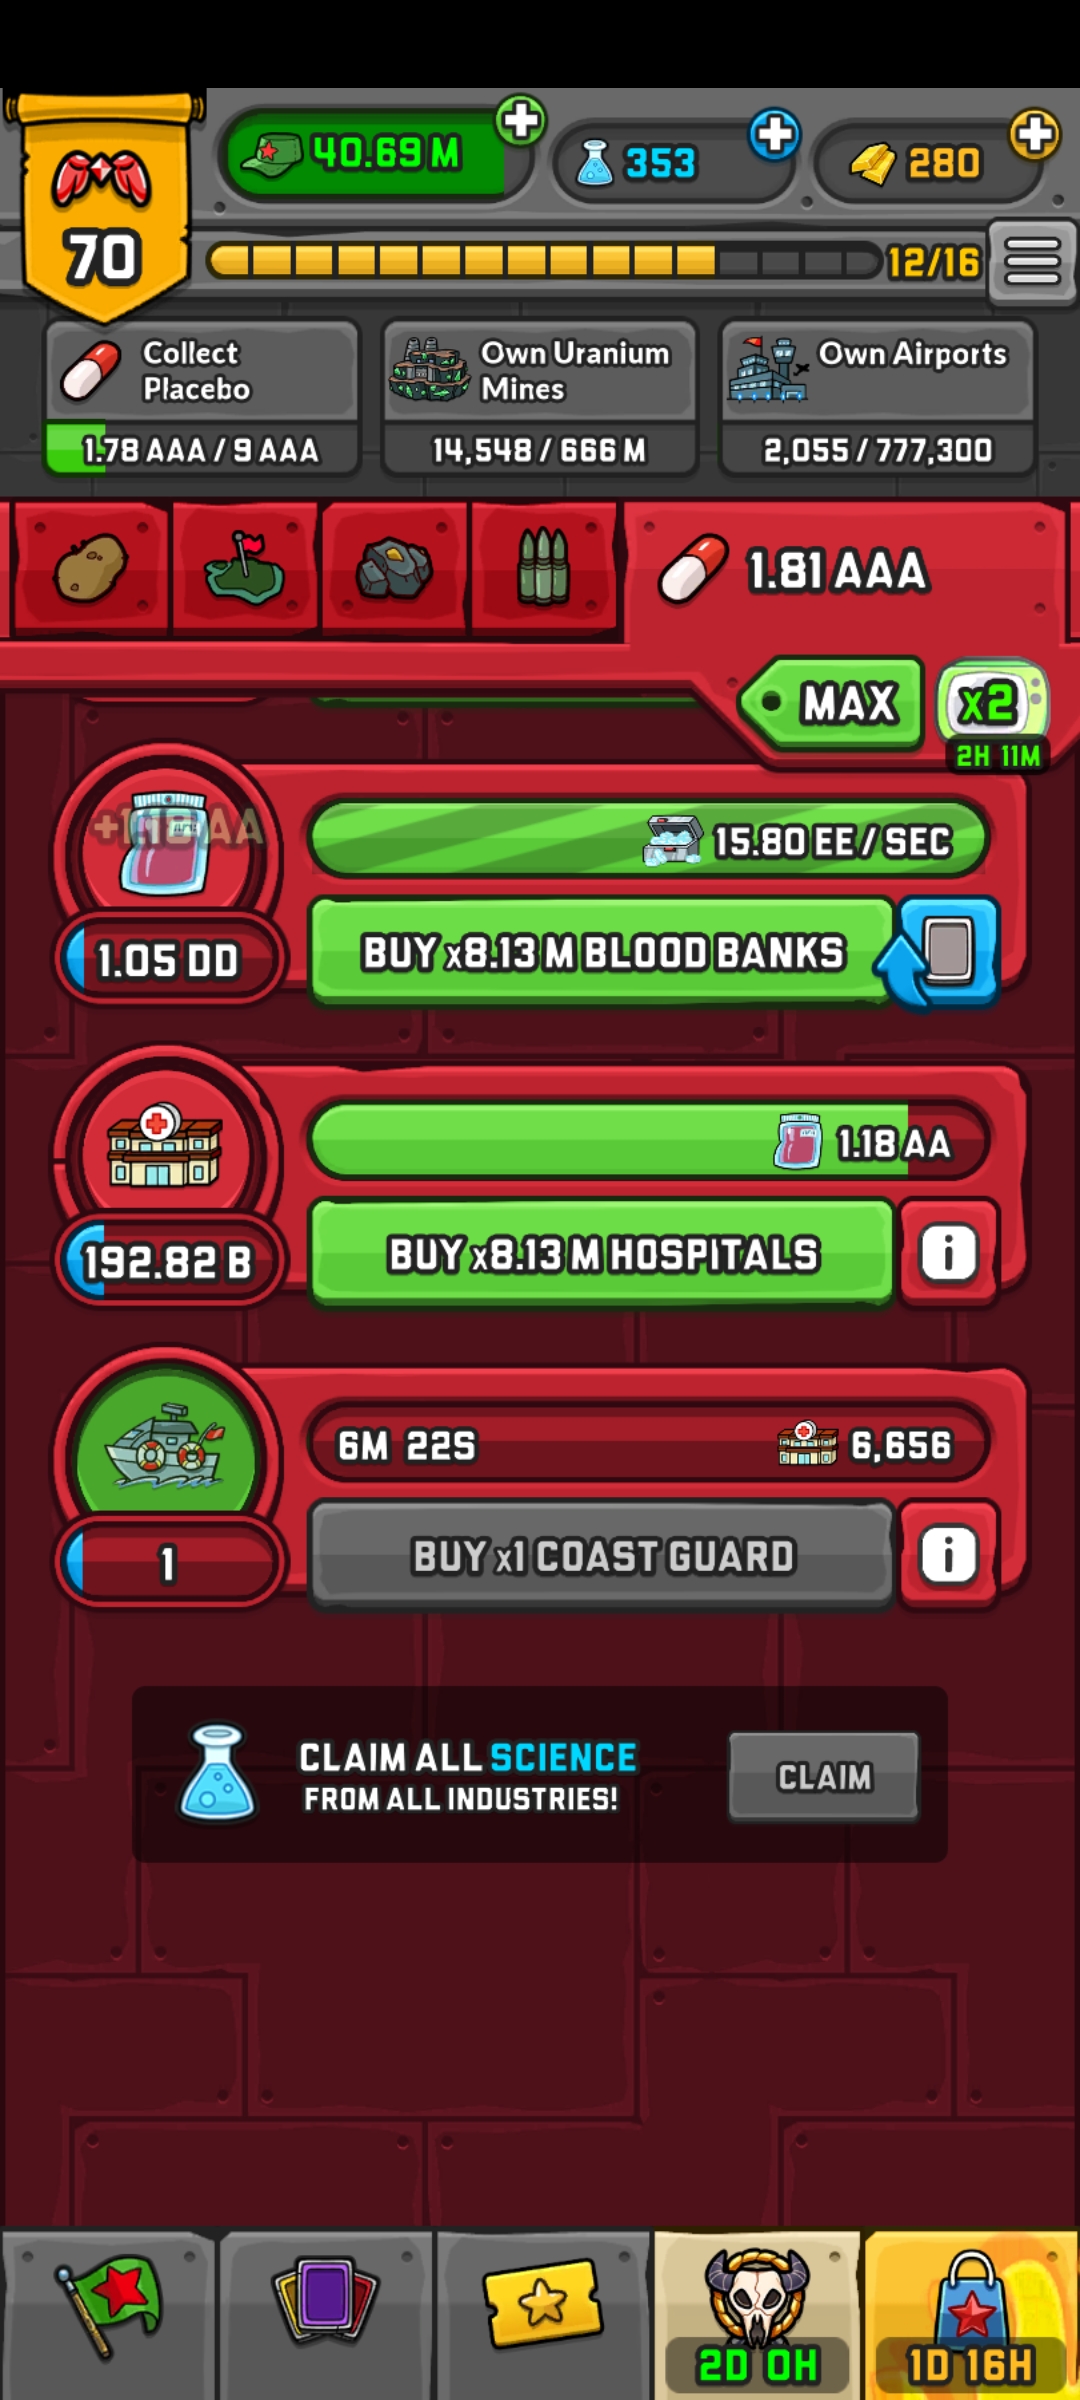 40.69 M
353
280
70
12/16
Collect
Placebo
1.78 AAA / 9 AAA
Own Uranium
Mines
14,548 / 666 M
Own Airports
2,055 / 777,300
1.81 AAA
MAX
x2
2H 11M
+1.18 AA
15.80 EE / SEC
1.05 DD
BUY x8.13 M BLOOD BANKS
1.18 AA
192.82 B
BUY x8.13 M HOSPITALS
i
6M 22S
6,656
1
BUY x1 COAST GUARD
i
CLAIM ALL SCIENCE
FROM ALL INDUSTRIES!
CLAIM
2D 0H
1D 16H